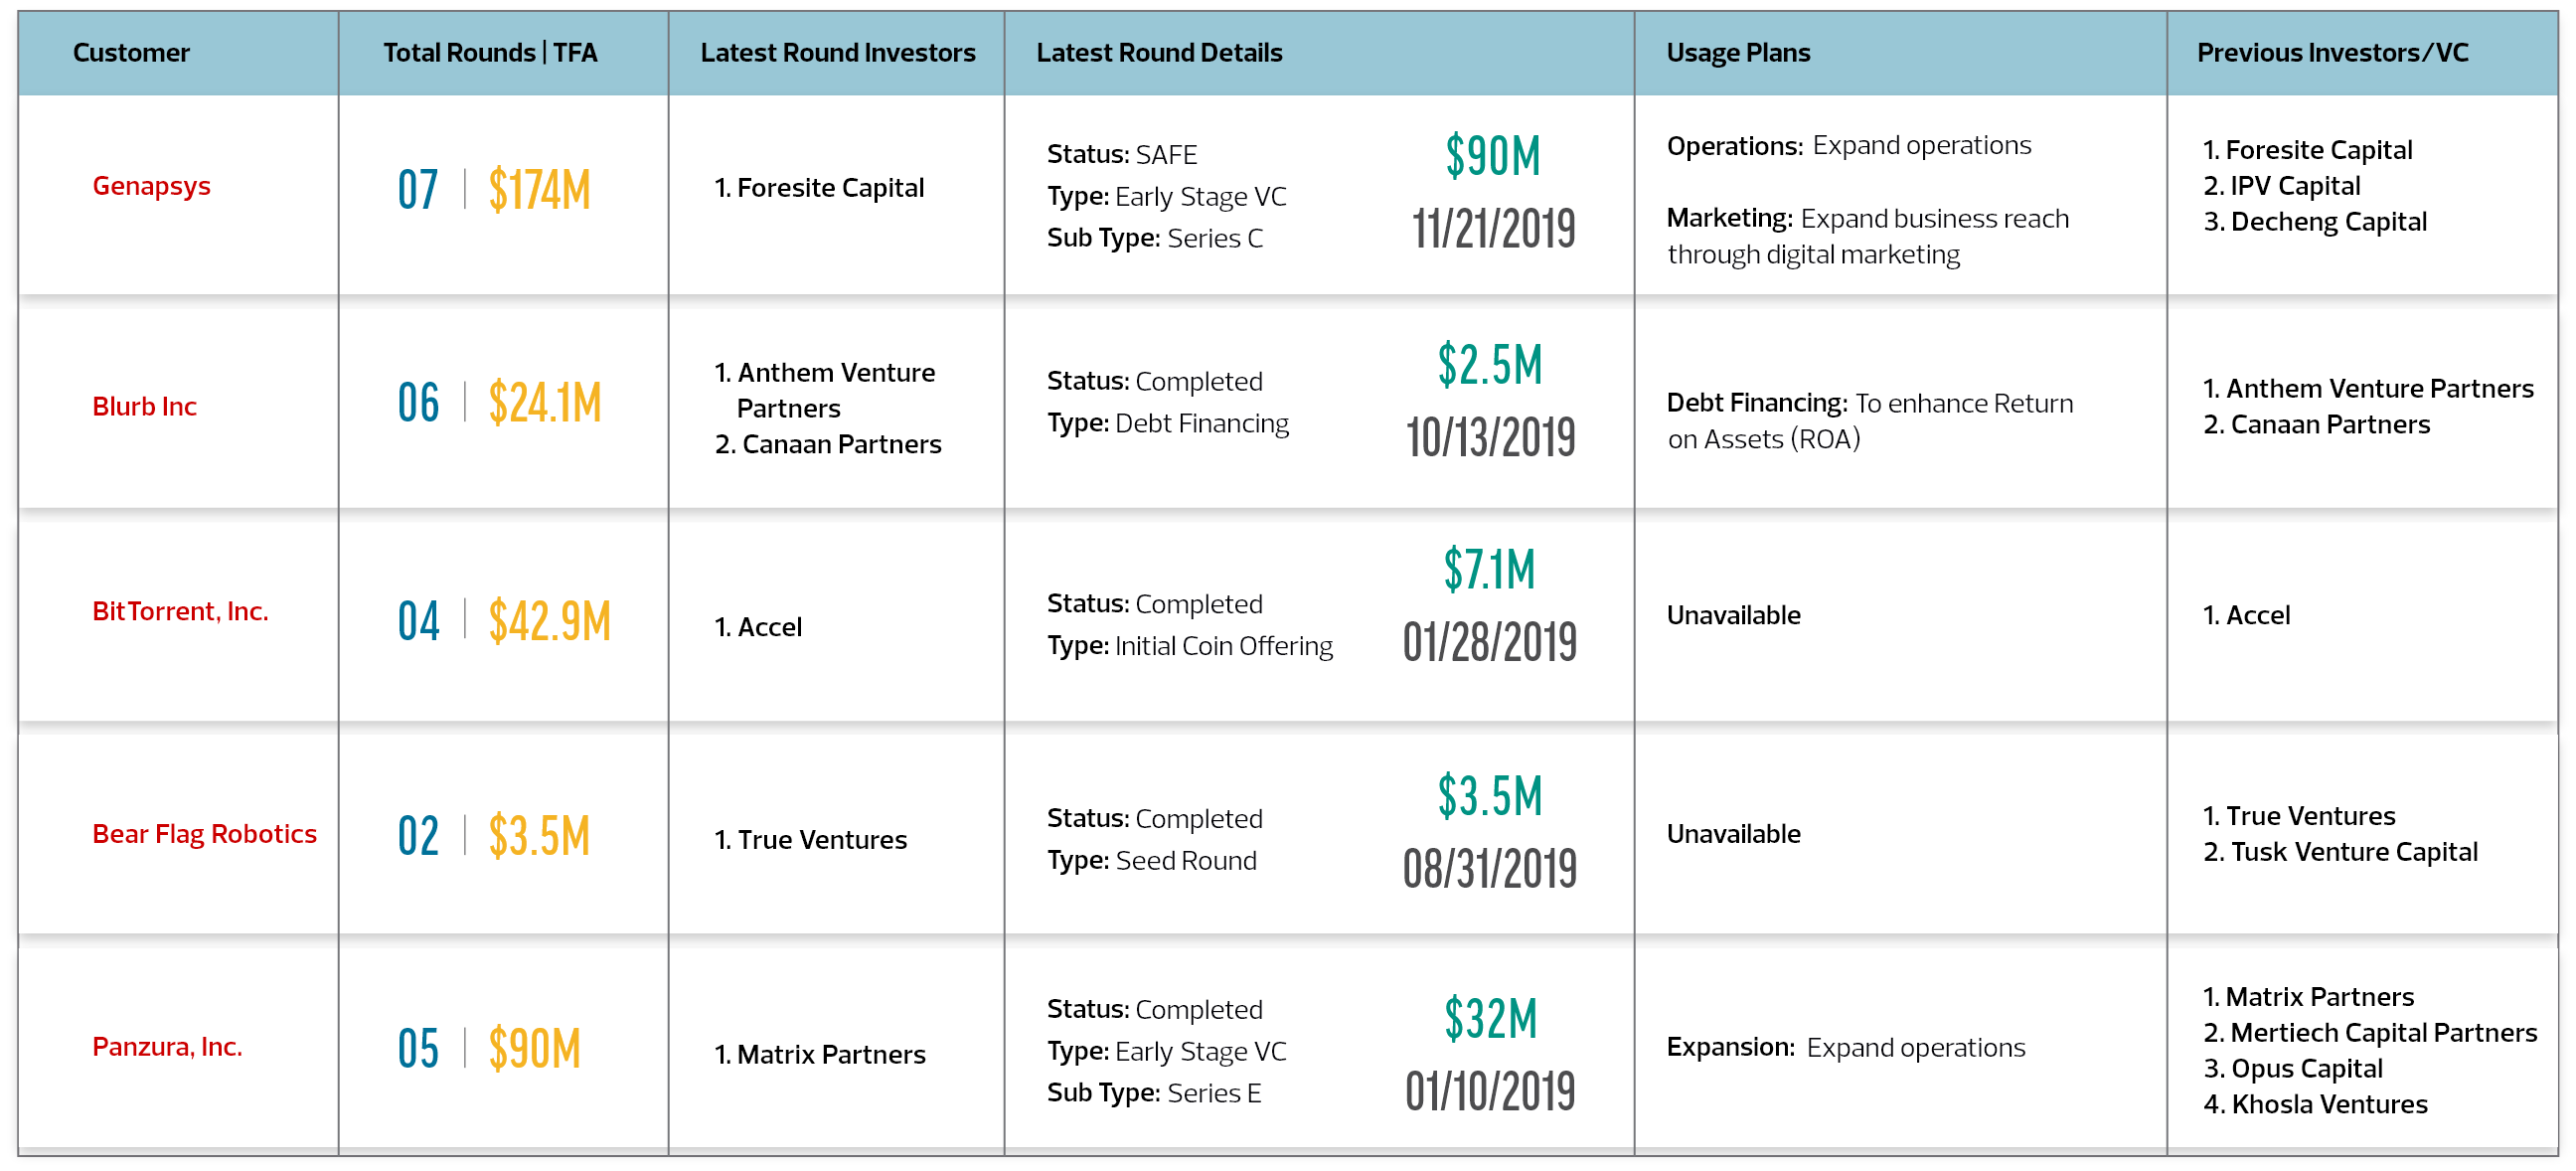 Customer
Total Rounds | TFA
Latest Round Investors
Latest Round Details
Usage Plans
Previous Investors/VC
Genapsys
07 | $174M
1. Foresite Capital
Status: SAFE
Type: Early Stage VC
Sub Type: Series C
$90M
11/21/2019
Operations: Expand operations
Marketing: Expand business reach
through digital marketing
1. Foresite Capital
2. IPV Capital
3. Decheng Capital
Blurb Inc
06 | $24.1M
1. Anthem Venture
Partners
2. Canaan Partners
Status: Completed
Type: Debt Financing
$2.5M
10/13/2019
Debt Financing: To enhance Return
on Assets (ROA)
1. Anthem Venture Partners
2. Canaan Partners
BitTorrent, Inc.
04 | $42.9M
1. Accel
Status: Completed
Type: Initial Coin Offering
$7.1M
01/28/2019
Unavailable
1. Accel
Bear Flag Robotics
02 | $3.5M
1. True Ventures
Status: Completed
Type: Seed Round
$3.5M
08/31/2019
Unavailable
1. True Ventures
2. Tusk Venture Capital
Panzura, Inc.
05 | $90M
1. Matrix Partners
Status: Completed
Type: Early Stage VC
Sub Type: Series E
$32M
01/10/2019
Expansion: Expand operations
1. Matrix Partners
2. Mertiech Capital Partners
3. Opus Capital
4. Khosla Ventures